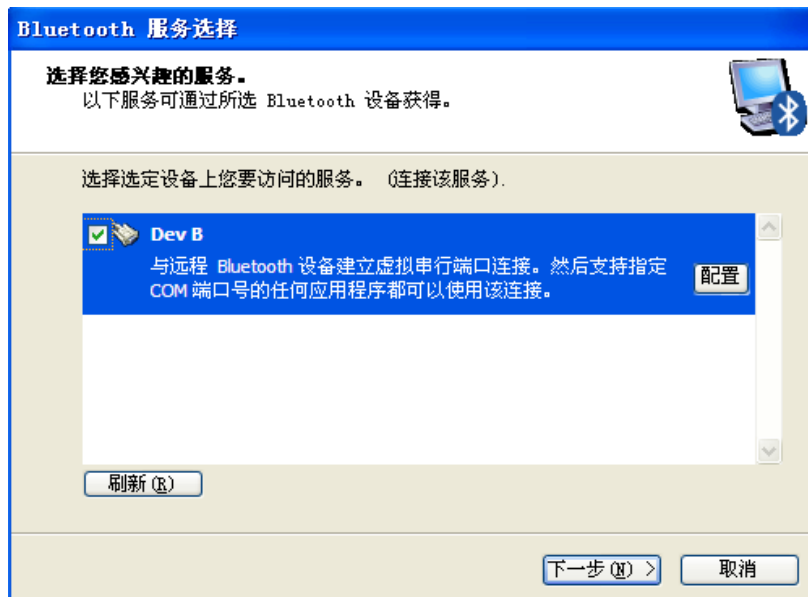 Bluetooth 服务选择
选择您感兴趣的服务。
以下服务可通过所选 Bluetooth 设备获得。
选择选定设备上您要访问的服务。 (连接该服务).
Dev B
与远程 Bluetooth 设备建立虚拟串行端口连接。然后支持指定
COM 端口号的任何应用程序都可以使用该连接。
配置
刷新(R)
下一步(N) >
取消